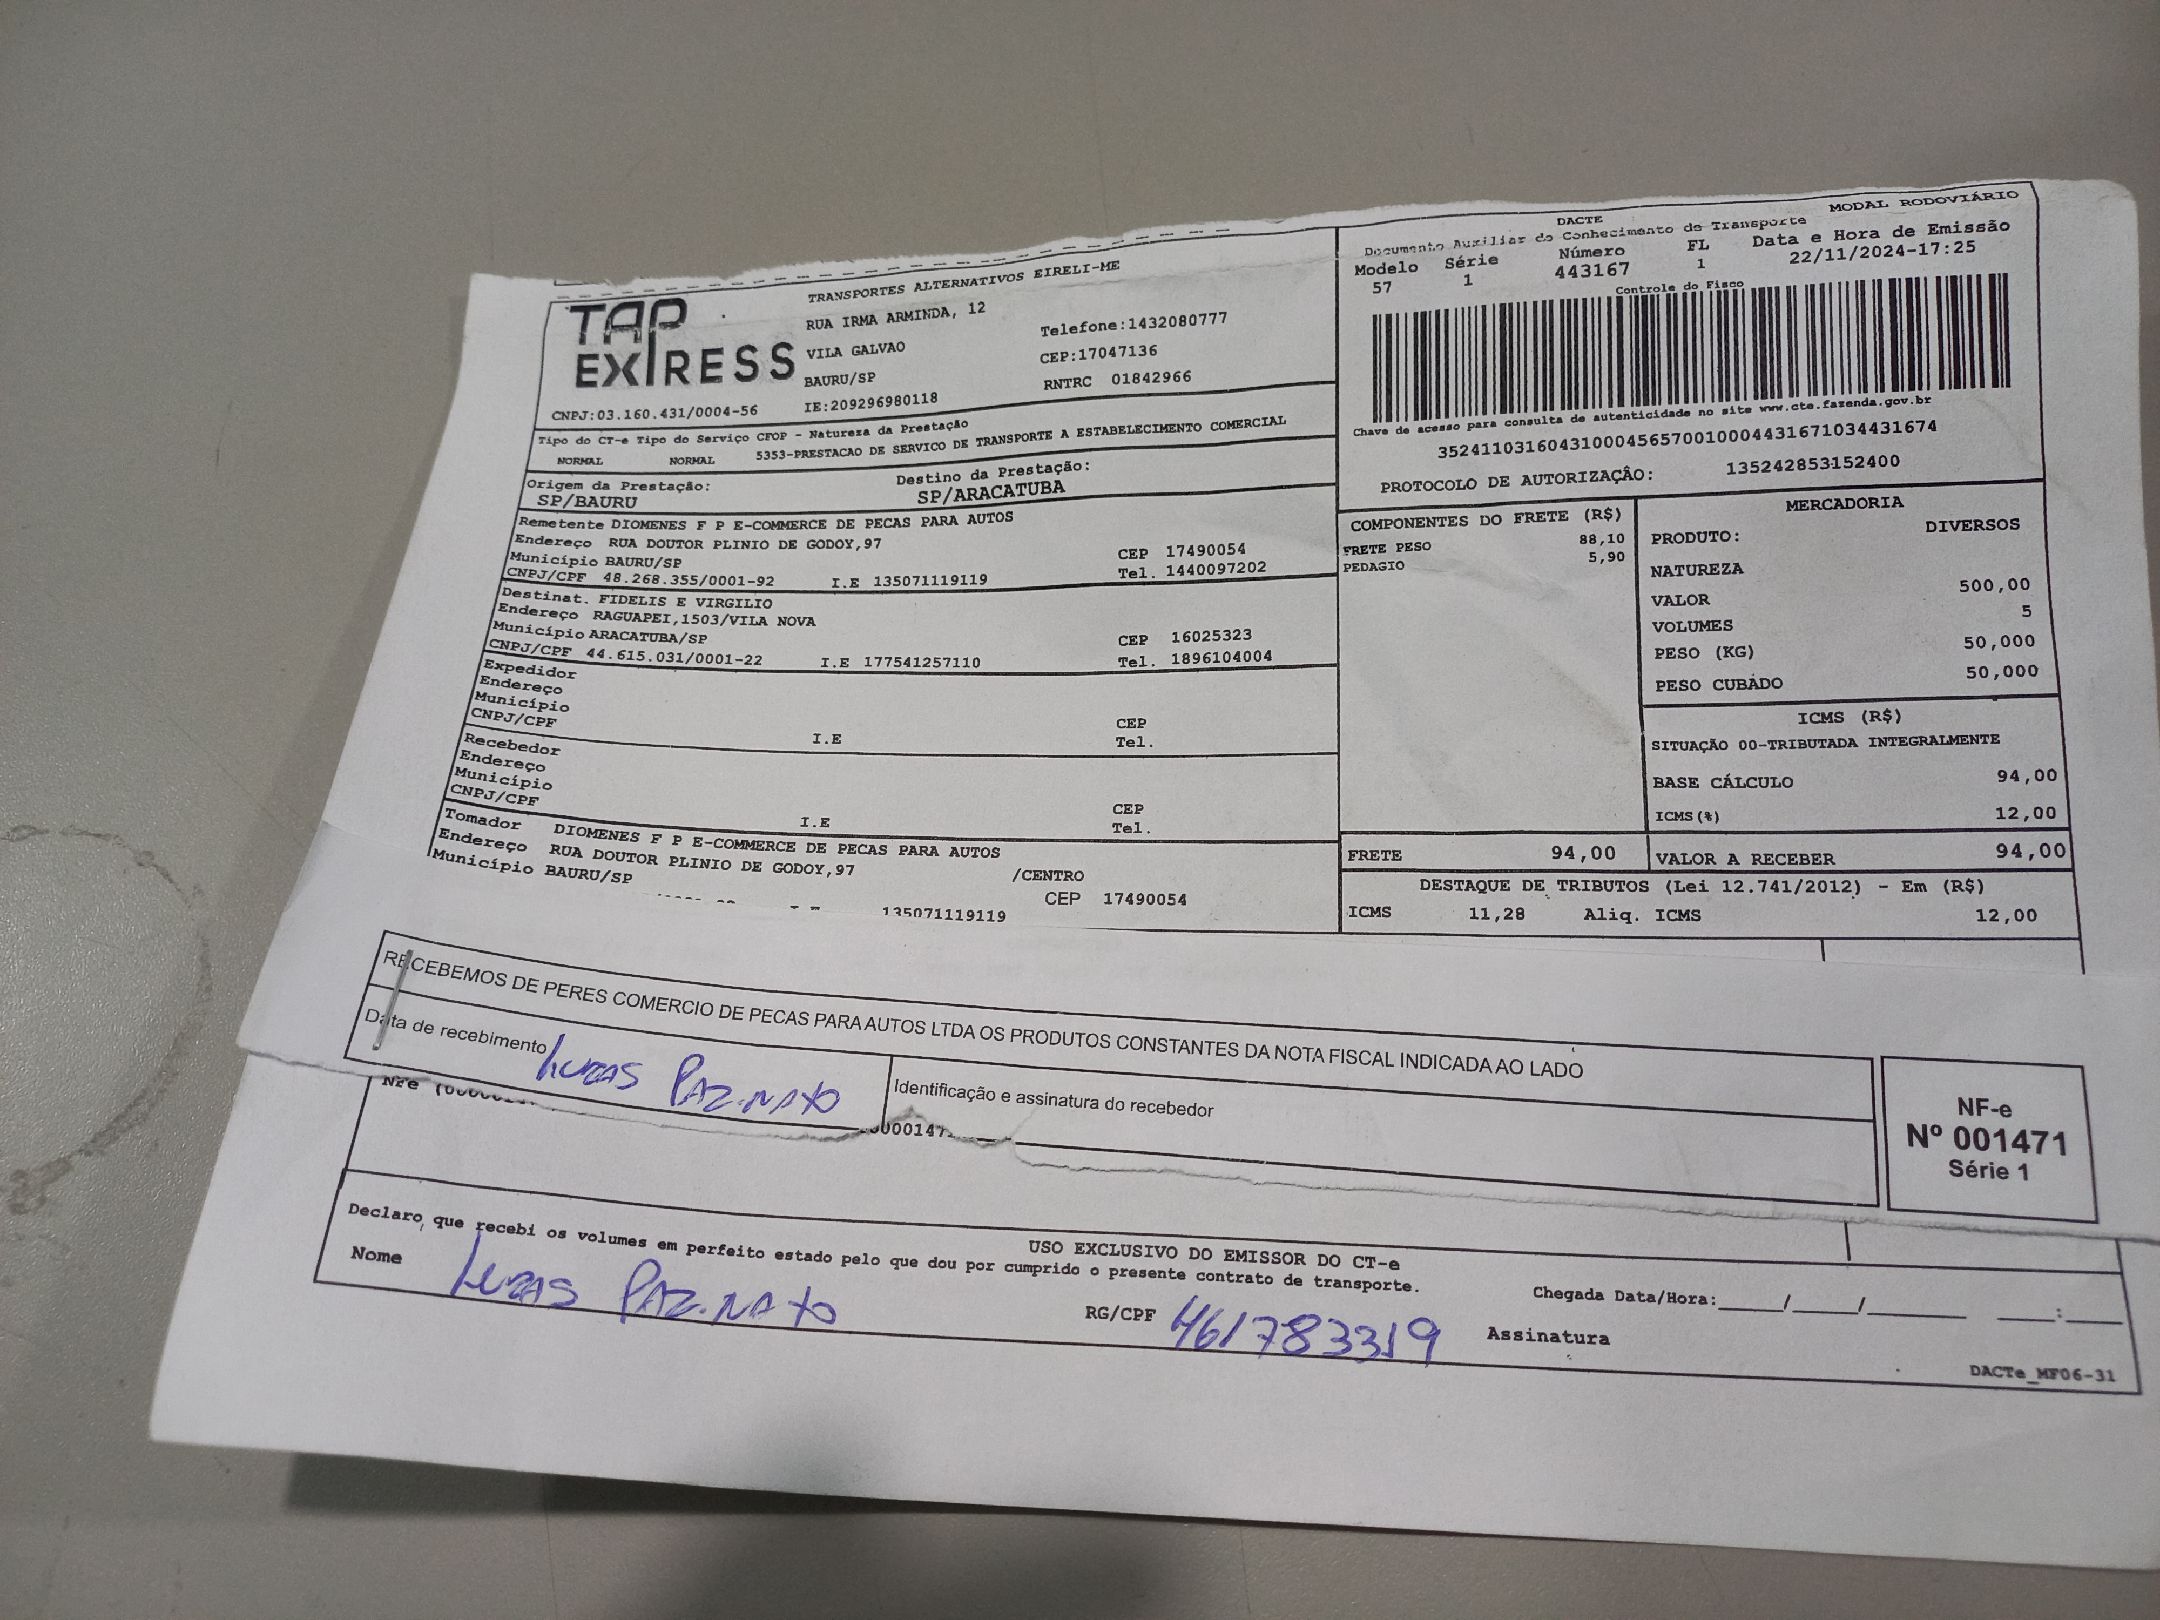 TAP EXPRESS
TRANSPORTES ALTERNATIVOS EIRELI-ME
RUA IRMA ARMINDA, 12
VILA GALVAO
BAURU/SP
IE:209296980118
Telefone:1432080777
CEP:17047136
RNTRC 01842966
CNPJ:03.160.431/0004-56
DACTE
MODAL RODOVIÁRIO
Documento Auxiliar do Conhecimento de Transporte
Modelo Série Número FL Data e Hora de Emissão
57 1 443167 1 22/11/2024-17:25
Controle do Fisco
Chave de acesso para consulta de autenticidade no site www.cte.fazenda.gov.br
35241103160431000456570010004431671034431674
PROTOCOLO DE AUTORIZAÇÂO: 135242853152400
Tipo do CT-e Tipo do Serviço CFOP - Natureza da Prestação
NORMAL NORMAL 5353-PRESTACAO DE SERVICO DE TRANSPORTE A ESTABELECIMENTO COMERCIAL
Origem da Prestação: Destino da Prestação:
SP/BAURU SP/ARACATUBA
Remetente DIOMENES F P E-COMMERCE DE PECAS PARA AUTOS
Endereço RUA DOUTOR PLINIO DE GODOY,97
Município BAURU/SP CEP 17490054
CNPJ/CPF 48.268.355/0001-92 I.E 135071119119 Tel. 1440097202
Destinat. FIDELIS E VIRGILIO
Endereço RAGUAPEI,1503/VILA NOVA
Município ARACATUBA/SP CEP 16025323
CNPJ/CPF 44.615.031/0001-22 I.E 177541257110 Tel. 1896104004
Expedidor
Endereço
Município CEP
CNPJ/CPF I.E Tel.
Recebedor
Endereço
Município CEP
CNPJ/CPF I.E Tel.
Tomador DIOMENES F P E-COMMERCE DE PECAS PARA AUTOS
Endereço RUA DOUTOR PLINIO DE GODOY,97 /CENTRO
Município BAURU/SP CEP 17490054
135071119119
COMPONENTES DO FRETE (R$)
FRETE PESO 88,10
PEDAGIO 5,90
MERCADORIA
PRODUTO: DIVERSOS
NATUREZA
VALOR 500,00
VOLUMES 5
PESO (KG) 50,000
PESO CUBADO 50,000
ICMS (R$)
SITUAÇÃO 00-TRIBUTADA INTEGRALMENTE
BASE CÁLCULO 94,00
ICMS(%) 12,00
FRETE 94,00 VALOR A RECEBER 94,00
DESTAQUE DE TRIBUTOS (Lei 12.741/2012) - Em (R$)
ICMS 11,28 Aliq. ICMS 12,00
RECEBEMOS DE PERES COMERCIO DE PECAS PARA AUTOS LTDA OS PRODUTOS CONSTANTES DA NOTA FISCAL INDICADA AO LADO
Data de recebimento Lucas Pazinato
Identificação e assinatura do recebedor
NF-e
Nº 001471
Série 1
USO EXCLUSIVO DO EMISSOR DO CT-e
Declaro que recebi os volumes em perfeito estado pelo que dou por cumprido o presente contrato de transporte.
Nome Lucas Pazinato RG/CPF 461783319 Assinatura
Chegada Data/Hora:_____/_____/_________ _____:_____
DACTe_MF06-31